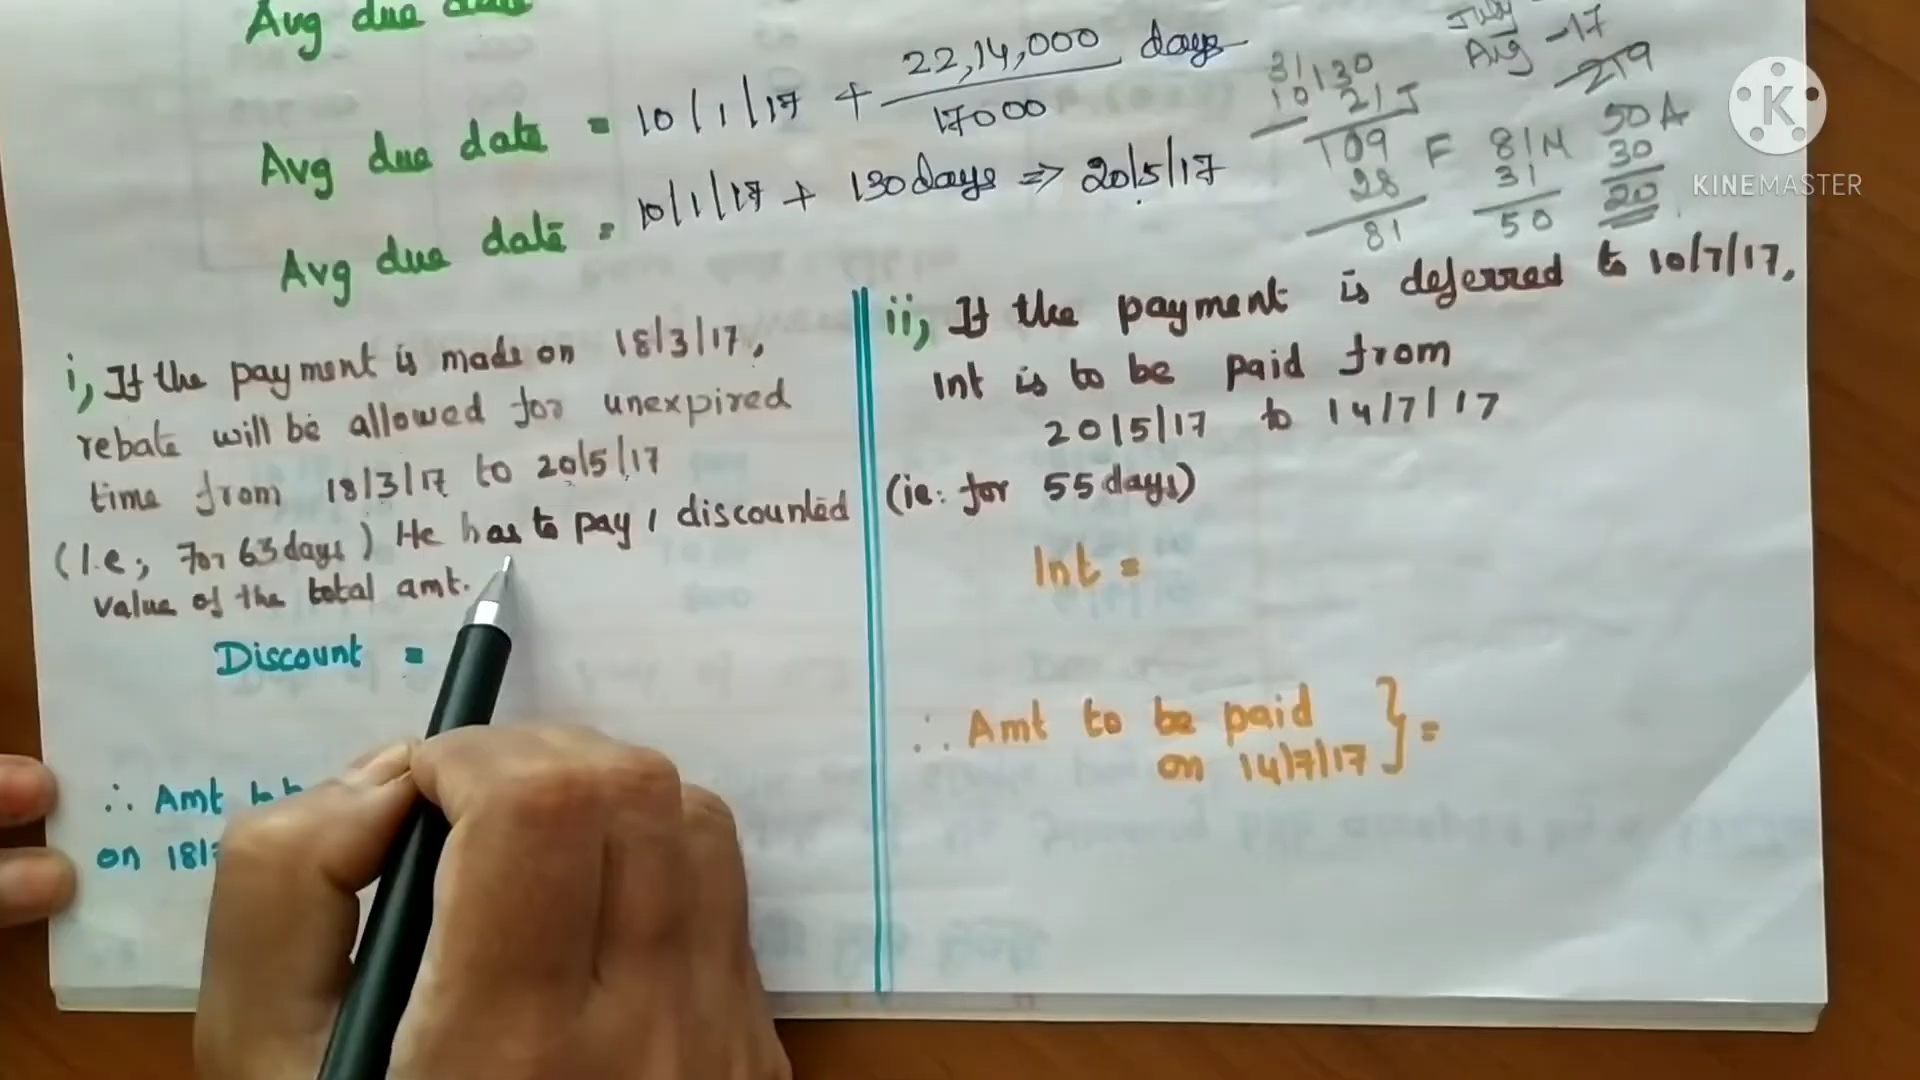 Avg due date
Avg due date = 10/1/17 + 22,14,000 days
17000
Avg due date = 10/1/17 + 130 days => 20/5/17
31
10
130
21 J
109 F
28
81
81 M
31
50
50 A
30
20
July
Aug - 17
219
K
KINEMASTER
i, If the payment is made on 18/3/17,
rebate will be allowed for unexpired
time from 18/3/17 to 20/5/17
(I.e; for 63 days) He has to pay, discounted
value of the total amt.
Discount =
∴ Amt
on 18/
ii, If the payment is deferred to 10/7/17,
Int is to be paid from
20/5/17 to 14/7/17
(ie: for 55 days)
Int =
∴ Amt to be paid
on 14/7/17 } =